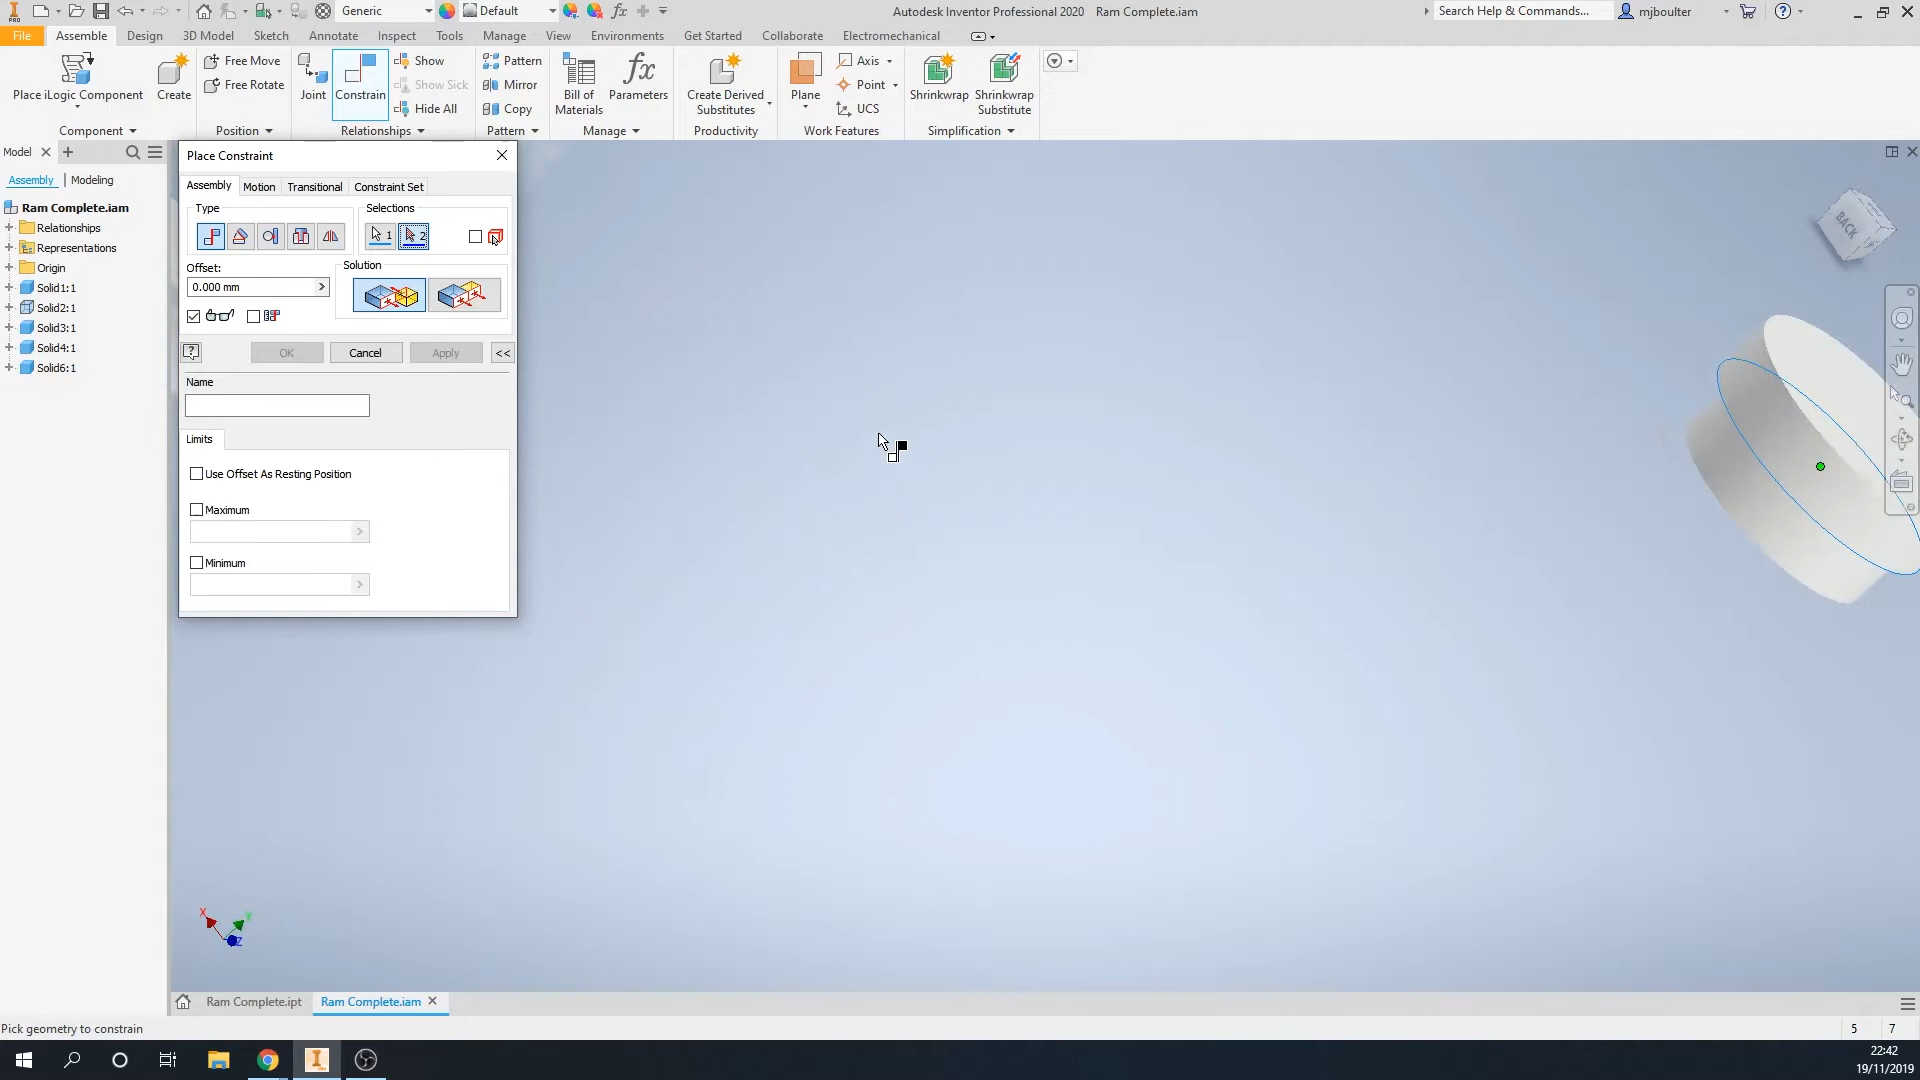 Generic
Default
fx
Autodesk Inventor Professional 2020 Ram Complete.iam
Search Help & Commands...
mjboulter
PRO
File Assemble Design 3D Model Sketch Annotate Inspect Tools Manage View Environments Get Started Collaborate Electromechanical
Place iLogic Component
Create
Component
Free Move
Free Rotate
Position
Joint
Constrain
Show
Show Sick
Hide All
Relationships
Pattern
Mirror
Copy
Pattern
Bill of
Materials
fx
Parameters
Manage
Create Derived
Substitutes
Productivity
Plane
Axis
Point
UCS
Work Features
Shrinkwrap
Shrinkwrap
Substitute
Simplification
Model
Assembly Modeling
Ram Complete.iam
Relationships
Representations
Origin
Solid1:1
Solid2:1
Solid3:1
Solid4:1
Solid6:1
Place Constraint
Assembly Motion Transitional Constraint Set
Type
Selections
1
2
Offset:
0.000 mm
Solution
OK
Cancel
Apply
<<
Name
Limits
Use Offset As Resting Position
Maximum
Minimum
BACK
X
Y
Z
Ram Complete.ipt
Ram Complete.iam
Pick geometry to constrain
5
7
22:42
19/11/2019